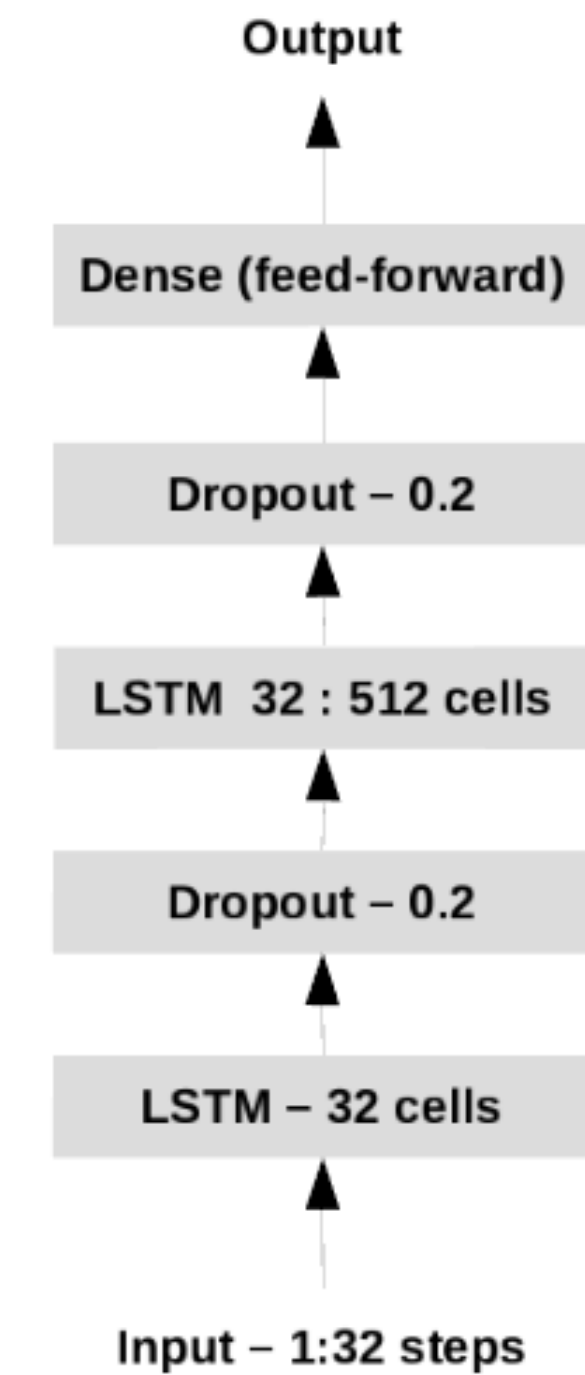 Output
Dense (feed-forward)
Dropout – 0.2
LSTM  32 : 512 cells
Dropout – 0.2
LSTM – 32 cells
Input – 1:32 steps